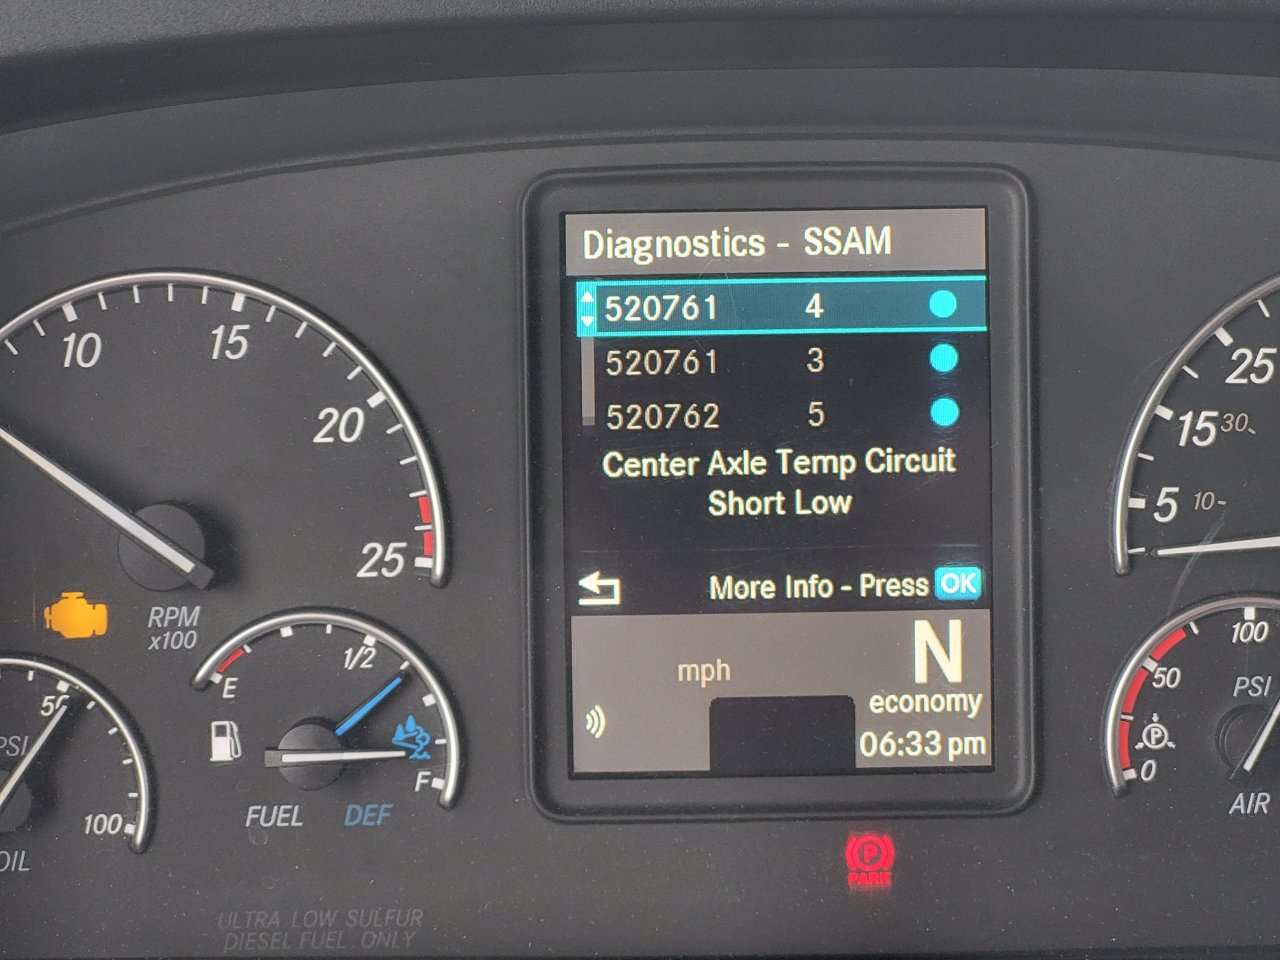 Diagnostics - SSAM
520761 4
520761 3
520762 5
Center Axle Temp Circuit
Short Low
More Info - Press OK
mph
N
economy
06:33 pm
10
15
20
25
RPM
x100
E
1/2
F
FUEL
DEF
50
PSI
100
OIL
25
15 30
5 10
100
50
0
PSI
P
AIR
P
PARK
ULTRA LOW SULFUR
DIESEL FUEL ONLY